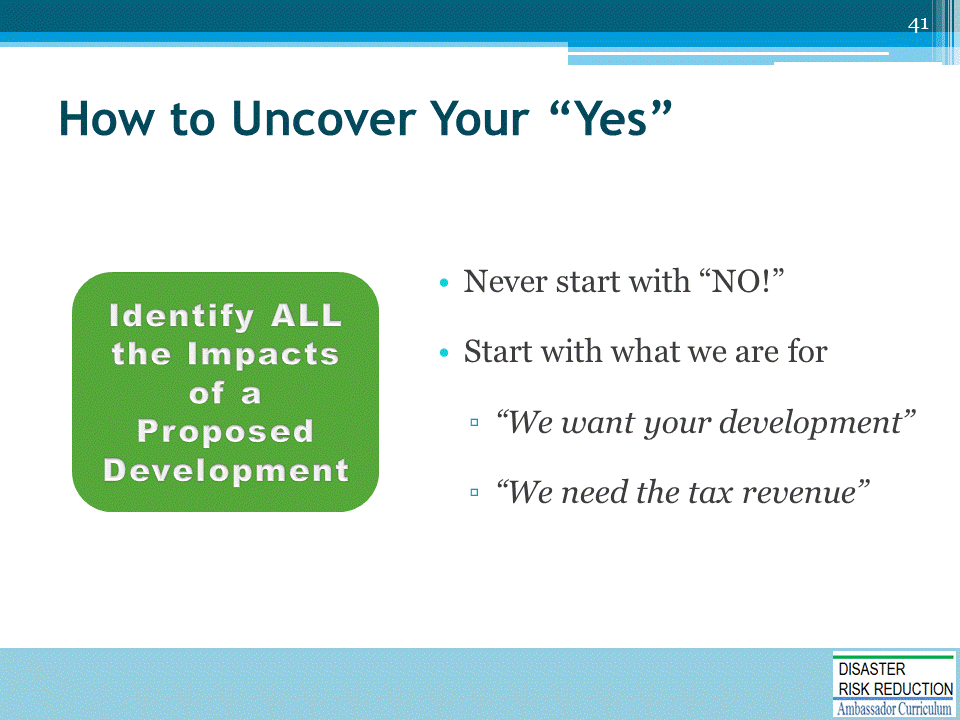 41
How to Uncover Your “Yes”
Identify ALL
the Impacts
of a
Proposed
Development
• Never start with “NO!”
• Start with what we are for
▫ “We want your development”
▫ “We need the tax revenue”
DISASTER
RISK REDUCTION
Ambassador Curriculum